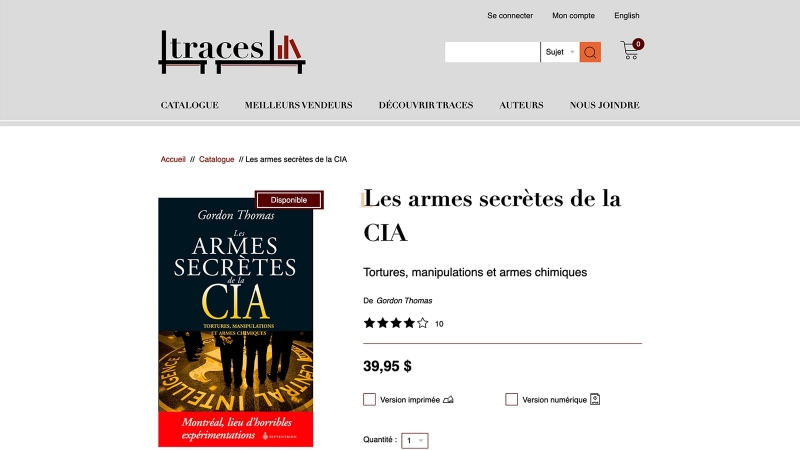 Se connecter Mon compte English
traces
Sujet
0
CATALOGUE MEILLEURS VENDEURS DÉCOUVRIR TRACES AUTEURS NOUS JOINDRE
Accueil // Catalogue // Les armes secrètes de la CIA
Disponible
Gordon Thomas
Les
ARMES
SECRÈTES
de la
CIA
TORTURES, MANIPULATIONS
ET ARMES CHIMIQUES
CENTRAL INTELLIGENCE
Montréal, lieu d'horribles
expérimentations
SEPTENTRION
Les armes secrètes de la
CIA
Tortures, manipulations et armes chimiques
De Gordon Thomas
10
39,95 $
Version imprimée Version numérique
Quantité : 1